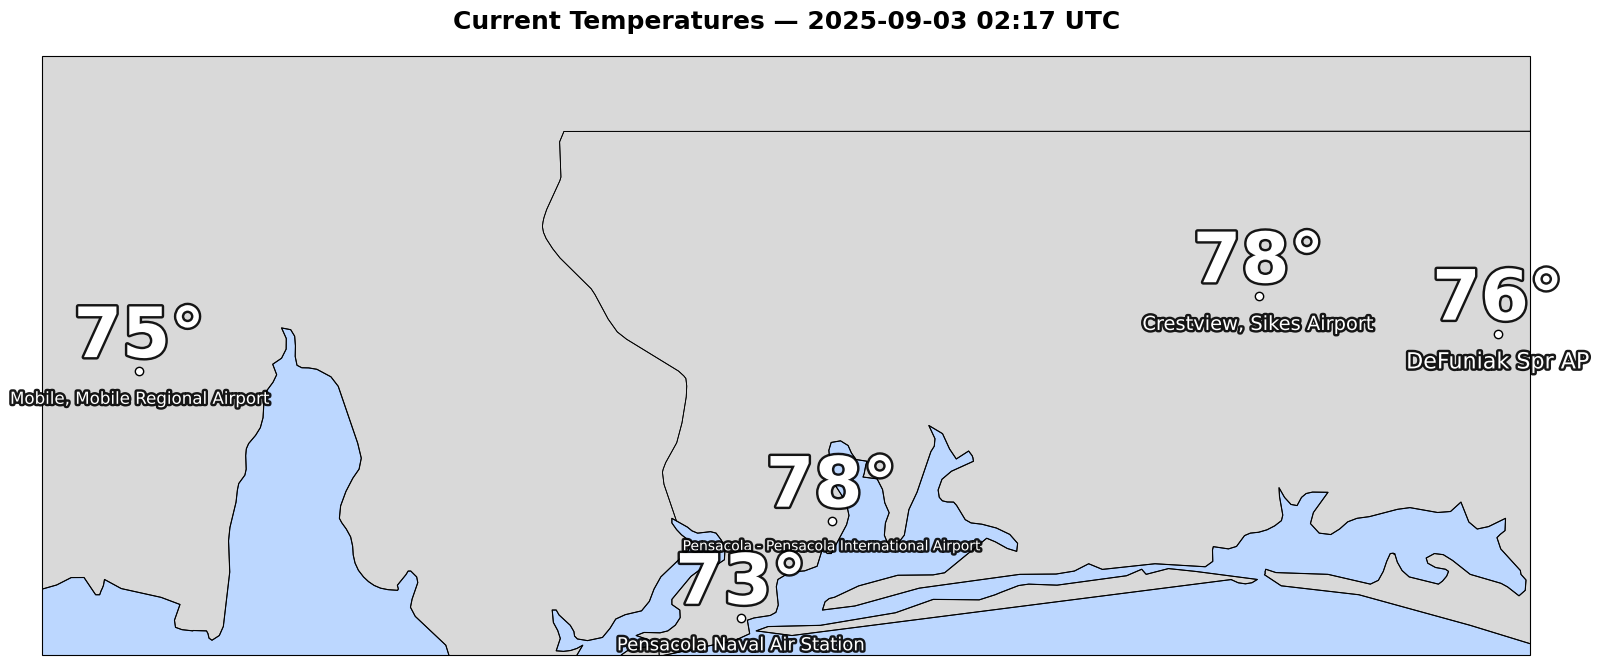 Current Temperatures — 2025-09-03 02:17 UTC
78°
Crestview, Sikes Airport
76°
DeFuniak Spr AP
75°
Mobile, Mobile Regional Airport
78°
Pensacola - Pensacola International Airport
73°
Pensacola Naval Air Station